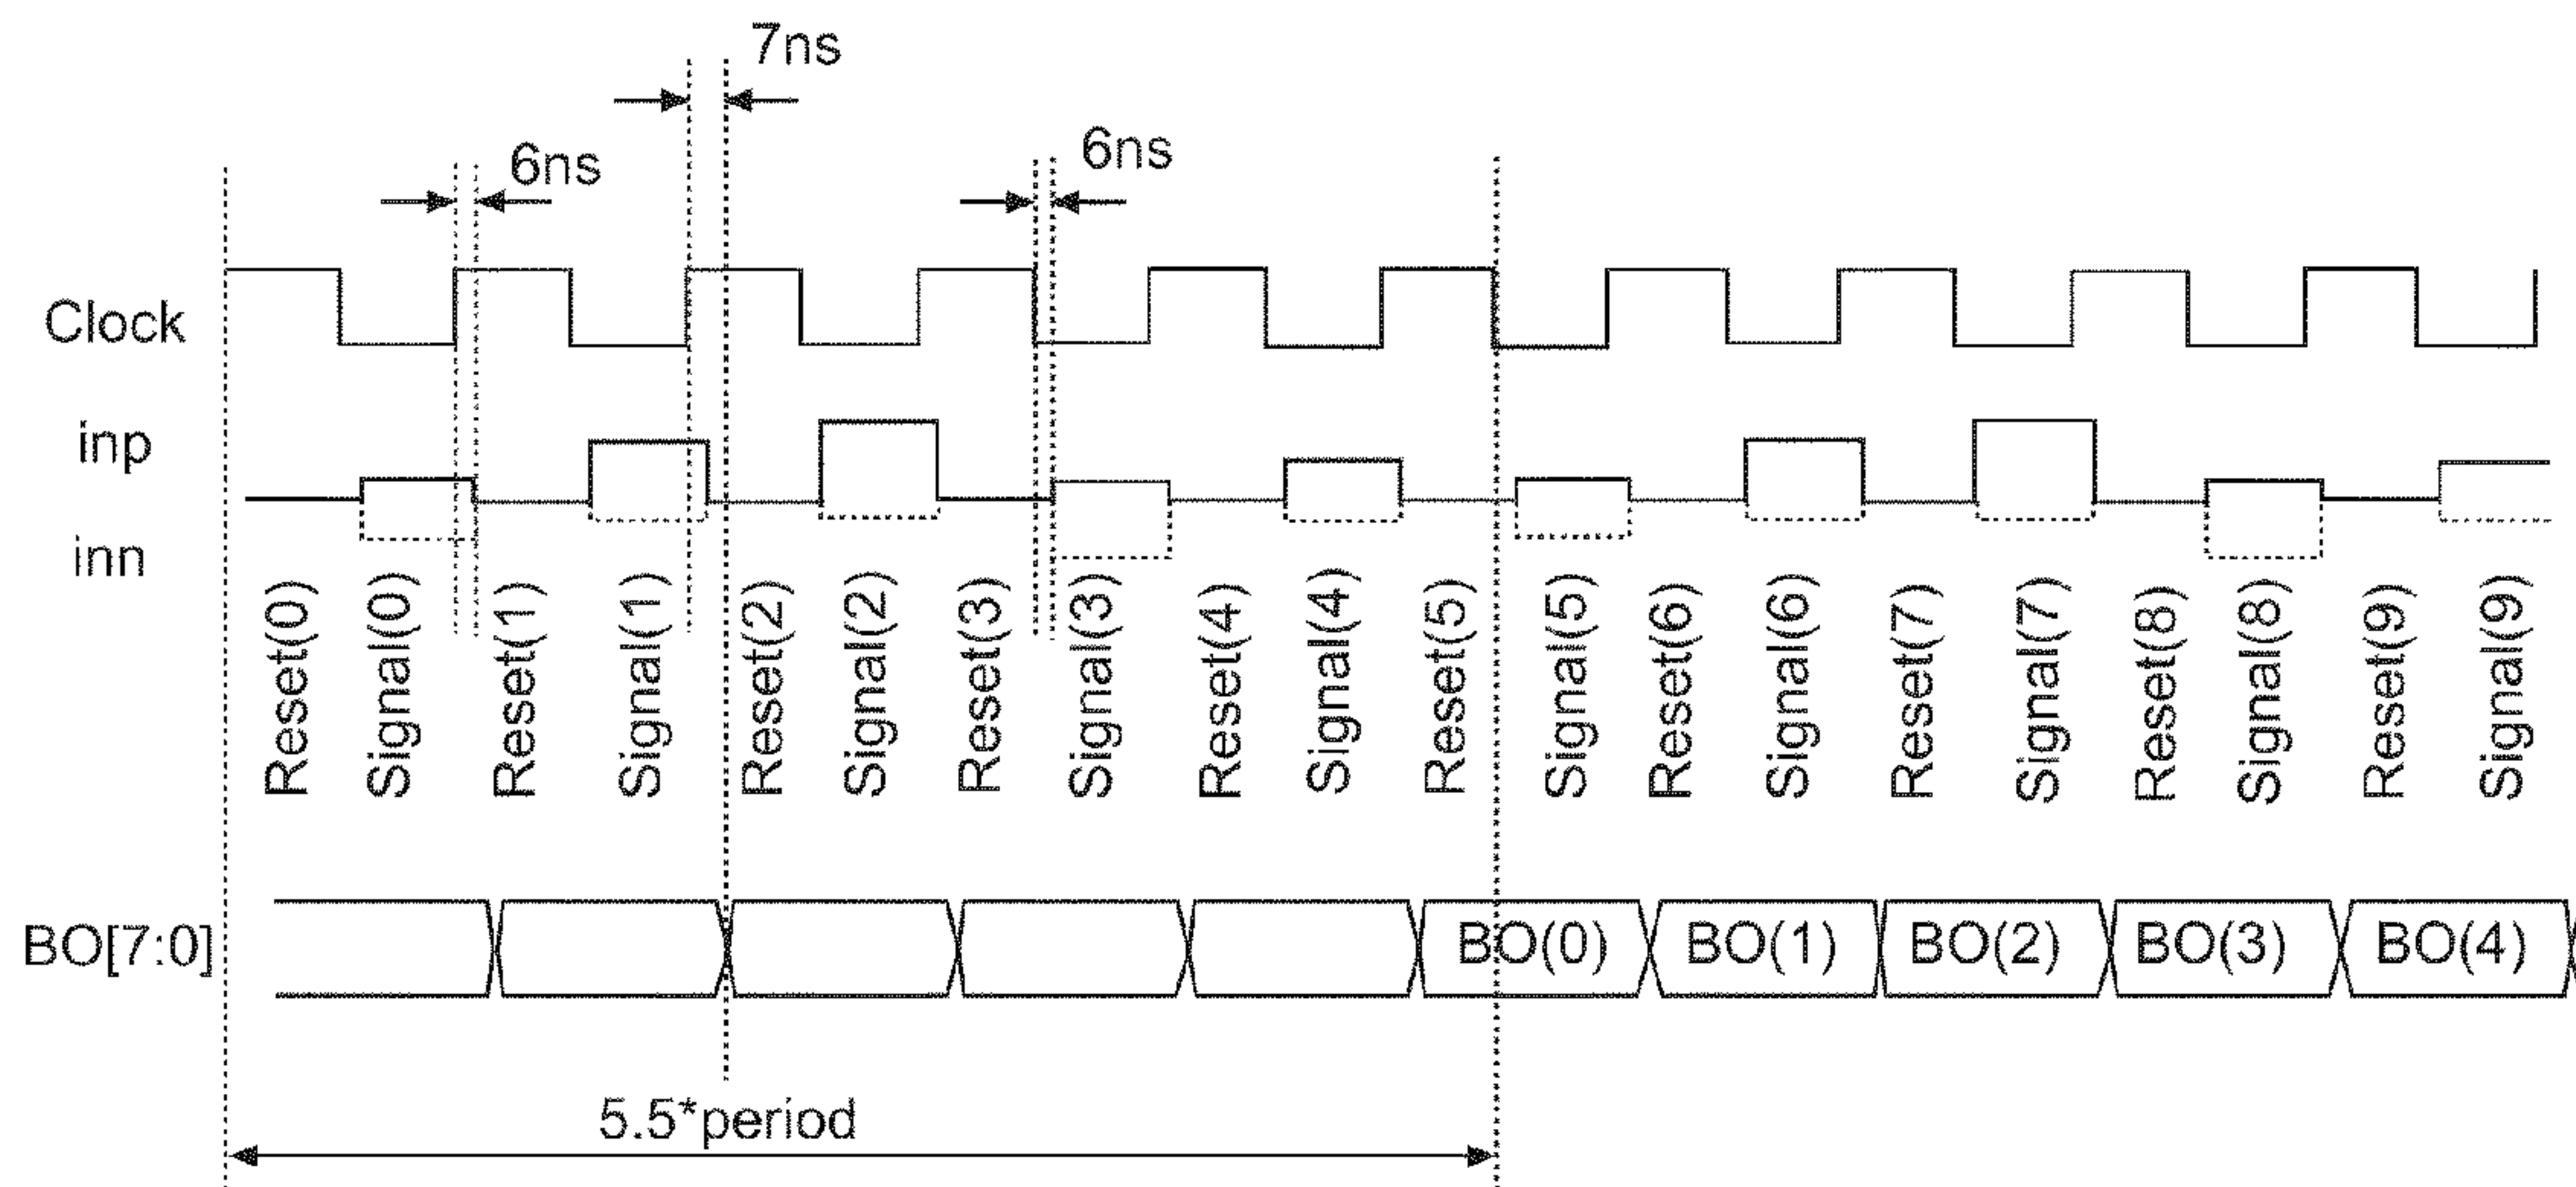 7ns
6ns
6ns
Clock
inp
inn
Reset(0)
Signal(0)
Reset(1)
Signal(1)
Reset(2)
Signal(2)
Reset(3)
Signal(3)
Reset(4)
Signal(4)
Reset(5)
Signal(5)
Reset(6)
Signal(6)
Reset(7)
Signal(7)
Reset(8)
Signal(8)
Reset(9)
Signal(9)
BO[7:0]
BO(0)
BO(1)
BO(2)
BO(3)
BO(4)
5.5*period